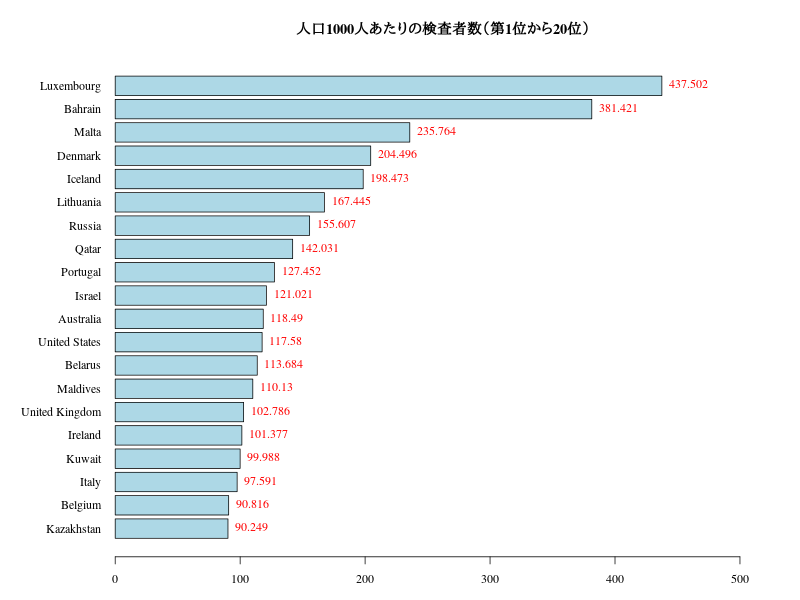 人口1000人あたりの検査者数（第1位から20位）
Luxembourg 437.502
Bahrain 381.421
Malta 235.764
Denmark 204.496
Iceland 198.473
Lithuania 167.445
Russia 155.607
Qatar 142.031
Portugal 127.452
Israel 121.021
Australia 118.49
United States 117.58
Belarus 113.684
Maldives 110.13
United Kingdom 102.786
Ireland 101.377
Kuwait 99.988
Italy 97.591
Belgium 90.816
Kazakhstan 90.249
0 100 200 300 400 500